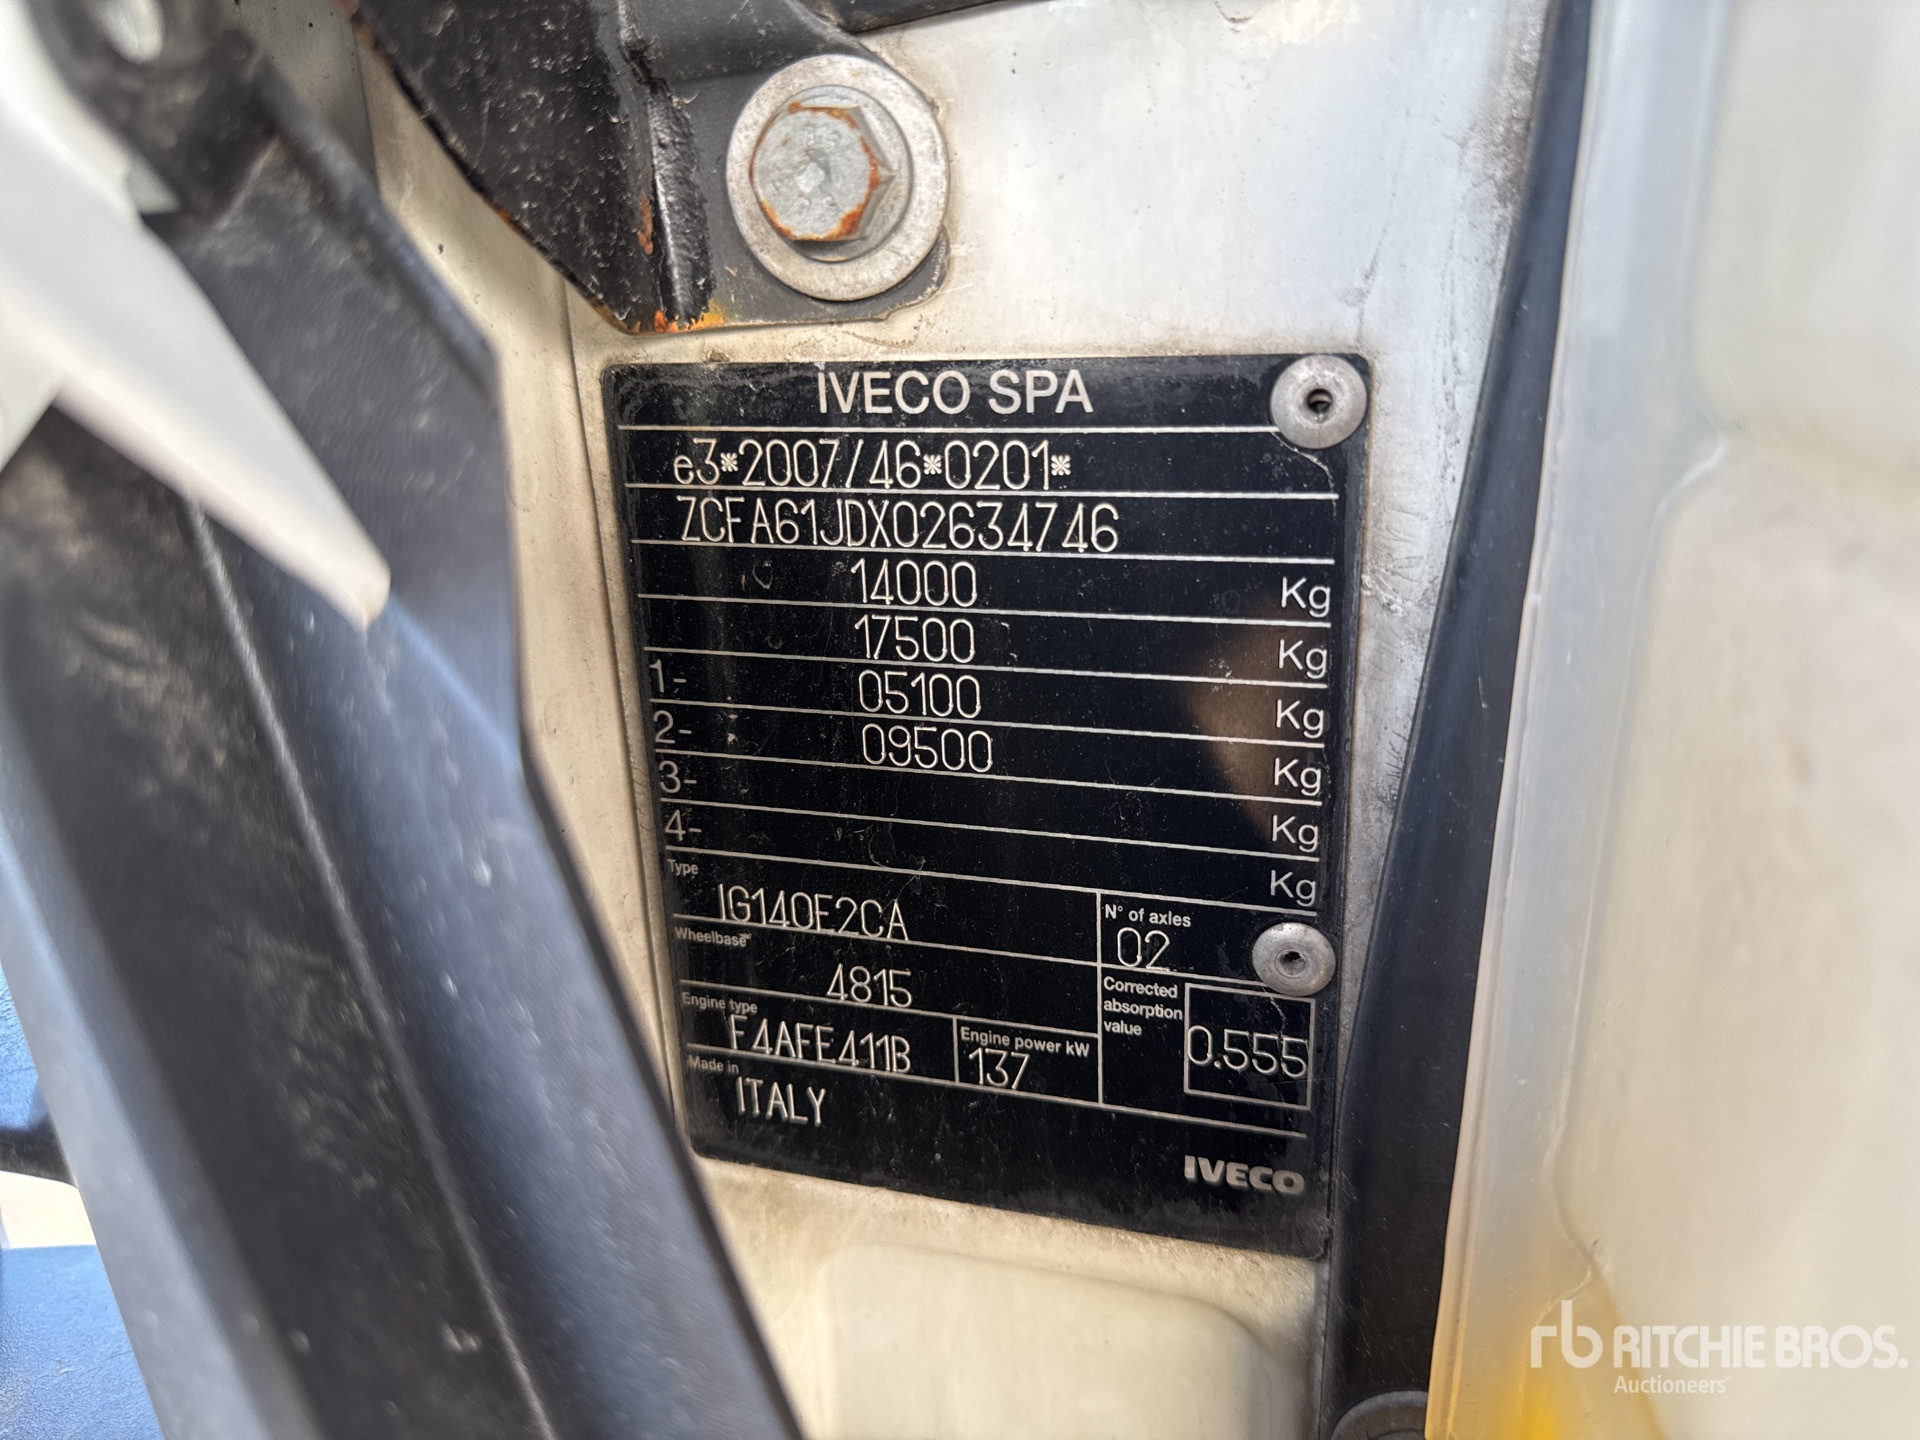 IVECO SPA
e3*2007/46*0201*
ZCFA61JDX02634746
14000 Kg
17500 Kg
1- 05100 Kg
2- 09500 Kg
3- Kg
4- Kg
Type
IG140E2CA
N° of axles
02
Wheelbase
4815
Corrected absorption value
0.555
Engine type
F4AFE411B
Engine power kW
137
Made in
ITALY
IVECO
rb RITCHIE BROS.
Auctioneers